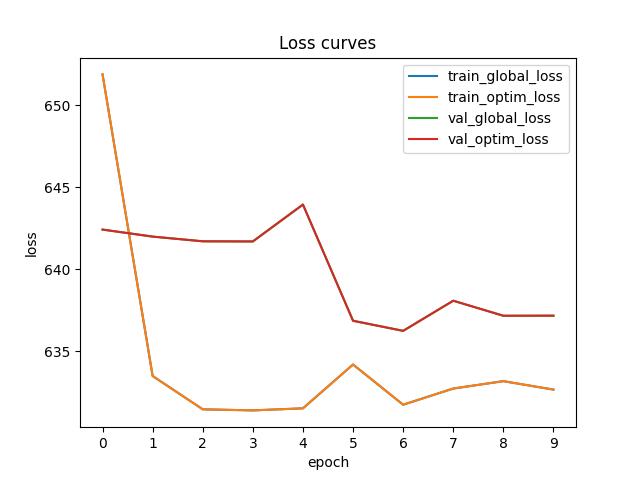 Loss curves
train_global_loss
train_optim_loss
val_global_loss
val_optim_loss
650
645
640
635
loss
0 1 2 3 4 5 6 7 8 9
epoch